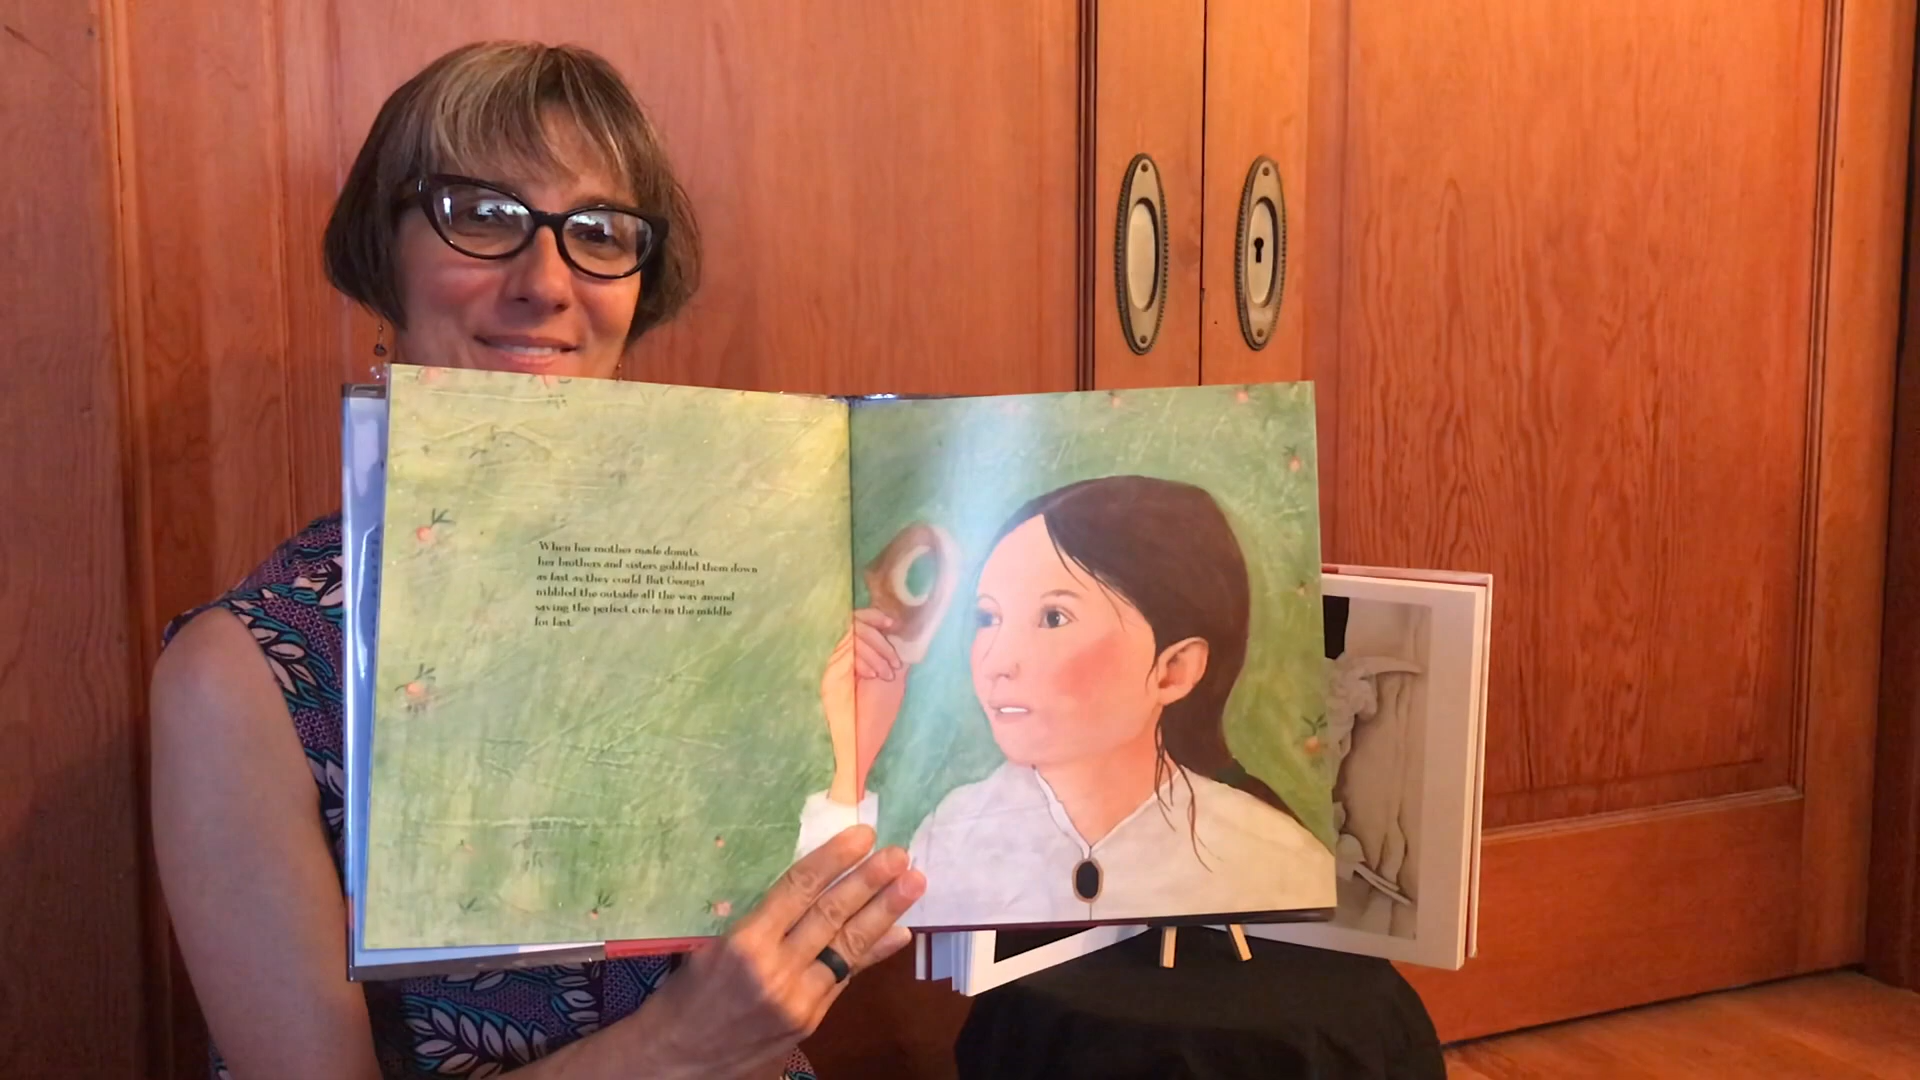 When her mother made donuts,
her brothers and sisters gobbled them down
as fast as they could. But Georgia
nibbled the outside all the way around
saving the perfect circle in the middle
for last.